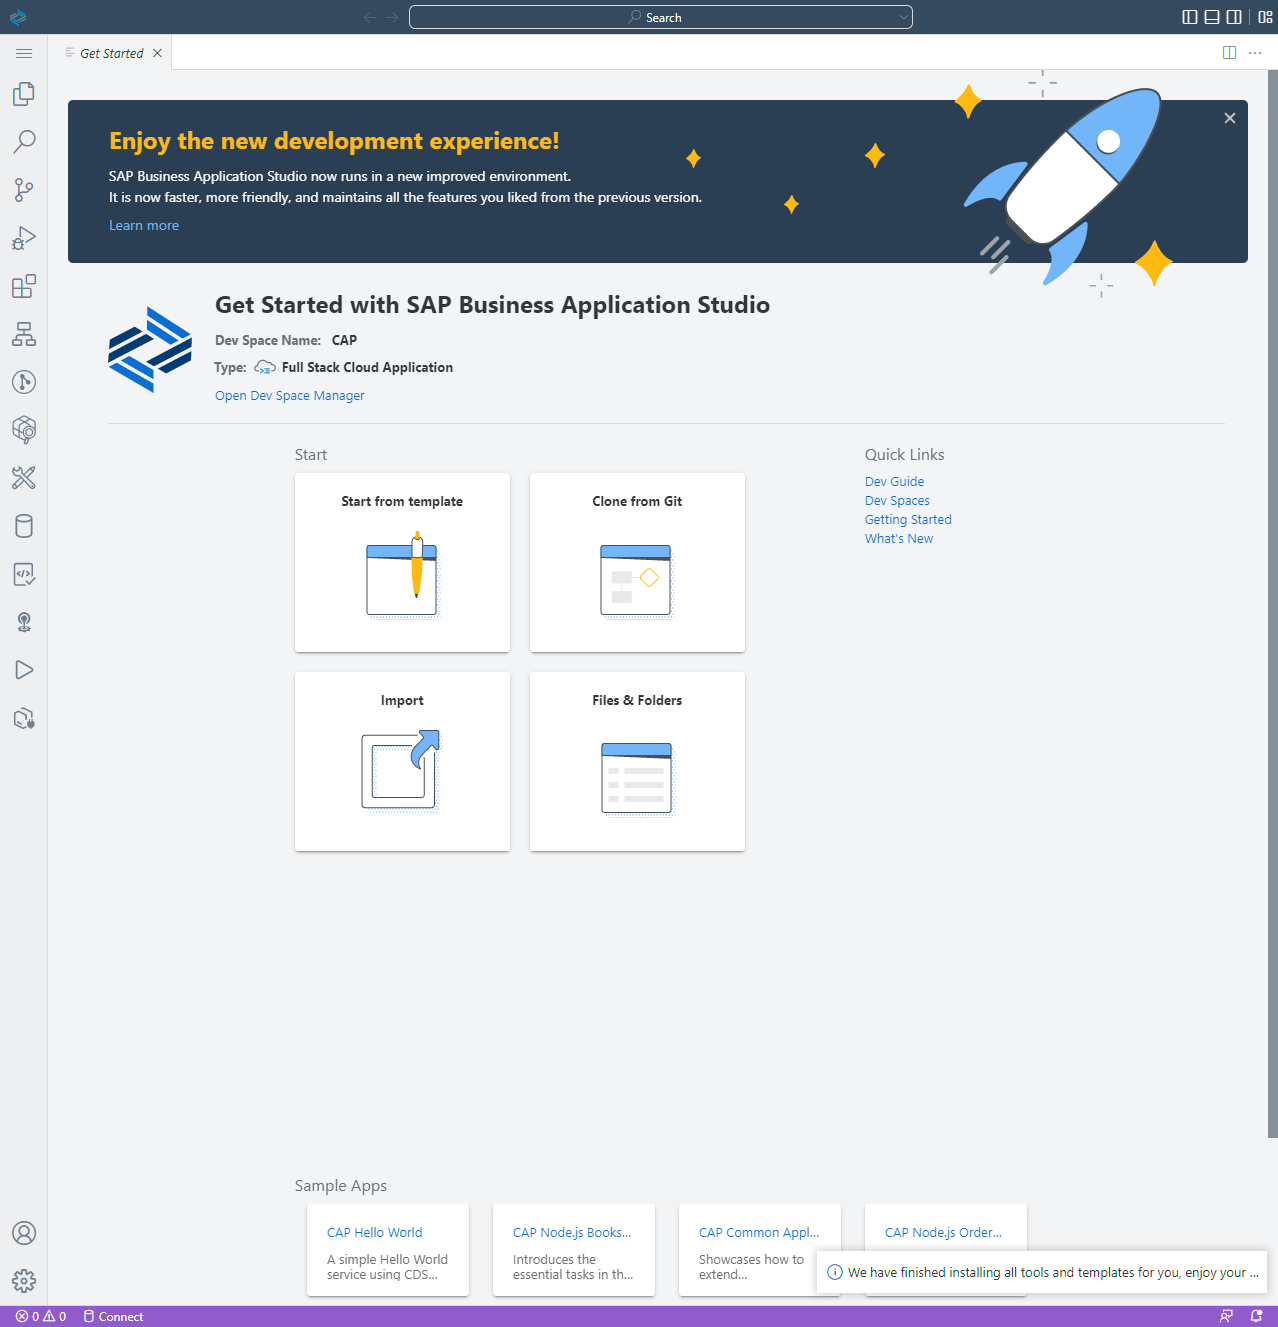 Search
Get Started
Enjoy the new development experience!
SAP Business Application Studio now runs in a new improved environment.
It is now faster, more friendly, and maintains all the features you liked from the previous version.
Learn more
Get Started with SAP Business Application Studio
Dev Space Name: CAP
Type: Full Stack Cloud Application
Open Dev Space Manager
Start
Start from template
Clone from Git
Import
Files & Folders
Quick Links
Dev Guide
Dev Spaces
Getting Started
What's New
Sample Apps
CAP Hello World
A simple Hello World
service using CDS...
CAP Node.js Books...
Introduces the
essential tasks in th...
CAP Common Appl...
Showcases how to
extend...
CAP Node.js Order...
We have finished installing all tools and templates for you, enjoy your ...
0 0 Connect